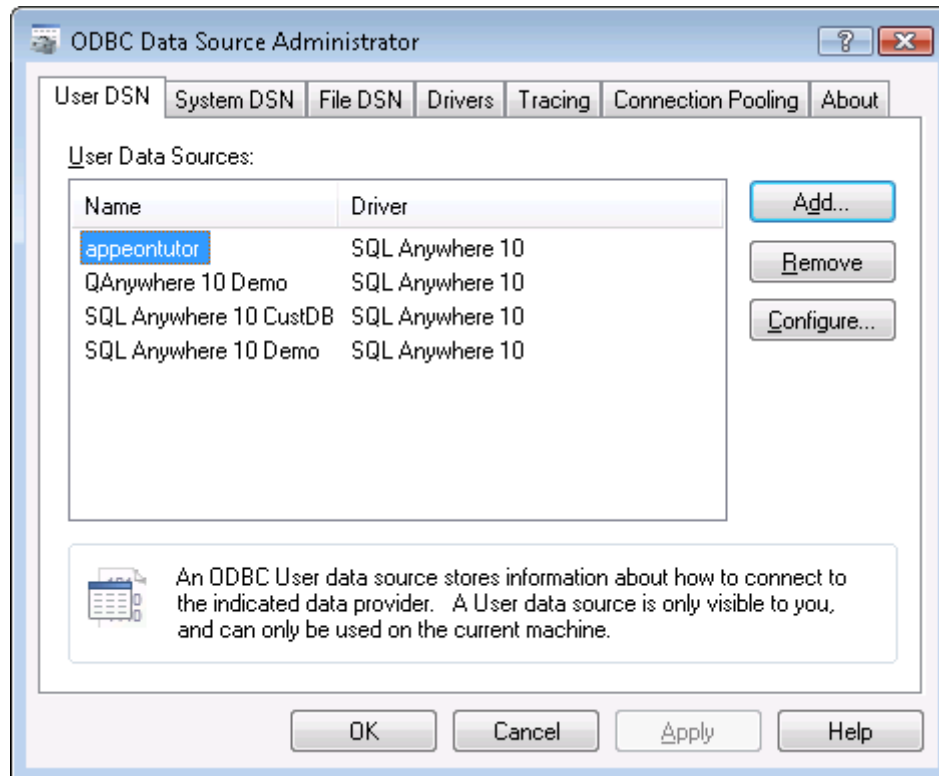 ODBC Data Source Administrator
User DSN System DSN File DSN Drivers Tracing Connection Pooling About
User Data Sources:
Name Driver Add...
appeontutor SQL Anywhere 10
QAnywhere 10 Demo SQL Anywhere 10 Remove
SQL Anywhere 10 CustDB SQL Anywhere 10 Configure...
SQL Anywhere 10 Demo SQL Anywhere 10
An ODBC User data source stores information about how to connect to
the indicated data provider. A User data source is only visible to you,
and can only be used on the current machine.
OK Cancel Apply Help